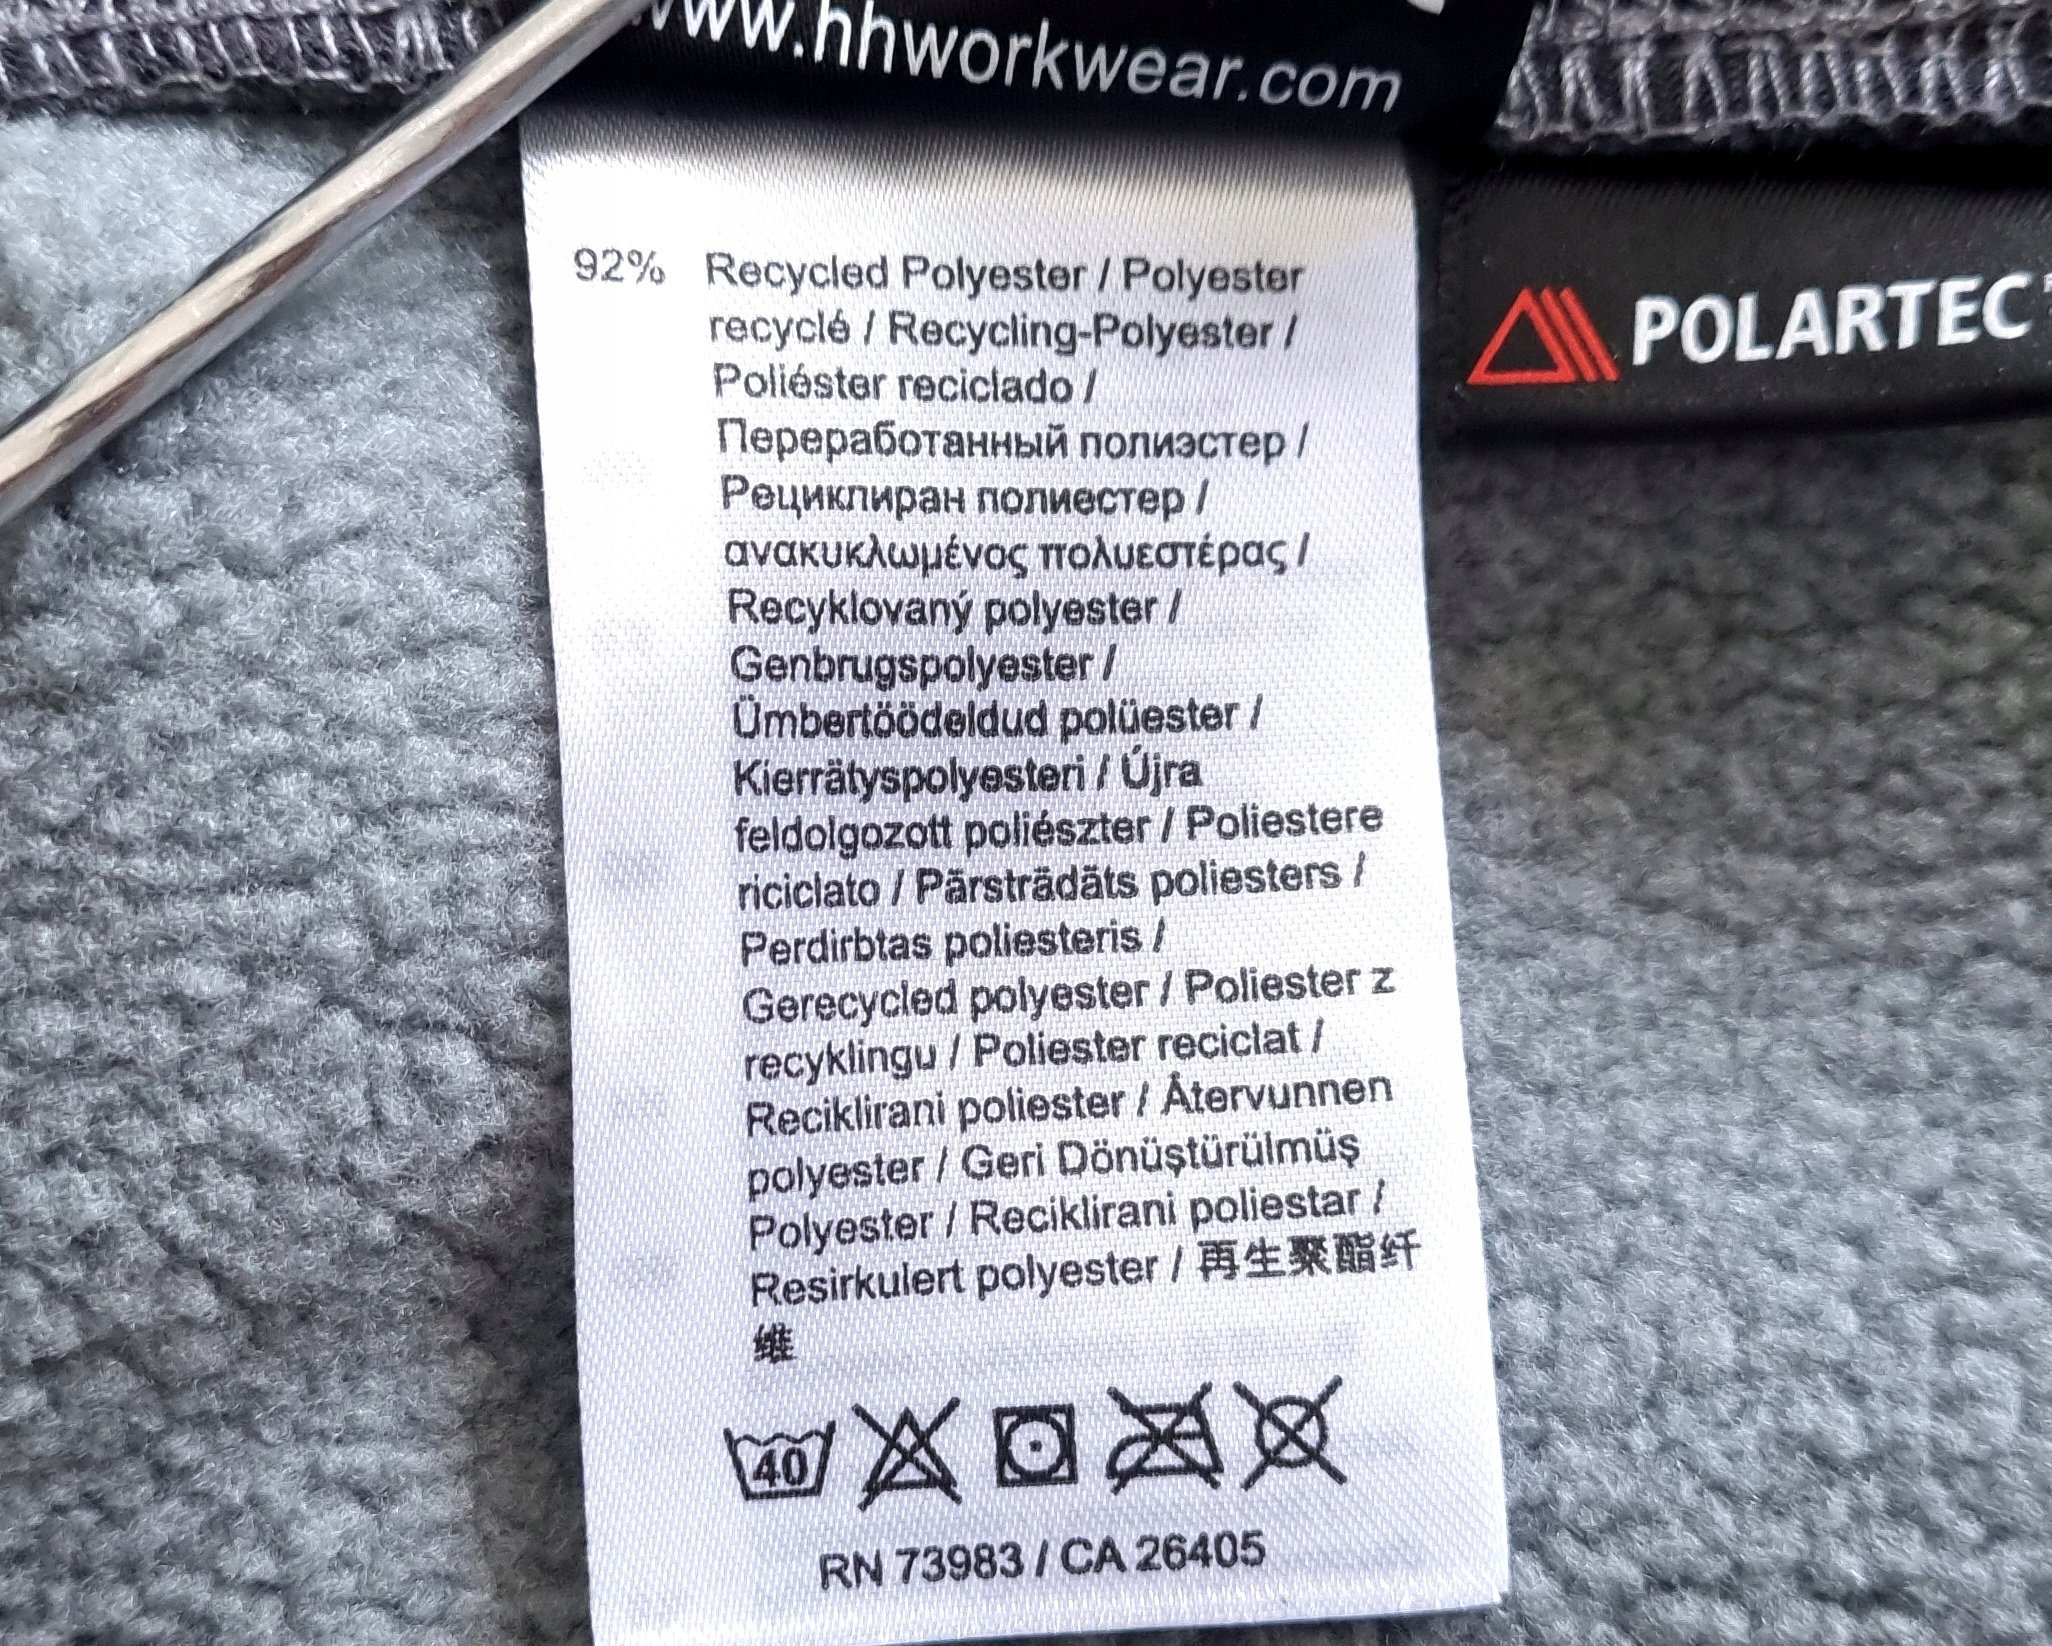 www.hhworkwear.com
POLARTEC
92% Recycled Polyester / Polyester
recyclé / Recycling-Polyester /
Poliéster reciclado /
Переработанный полиэстер /
Рециклиран полиестер /
ανακυκλωμένος πολυεστέρας /
Recyklovaný polyester /
Genbrugspolyester /
Ümbertöödeldud polüester /
Kierrätyspolyesteri / Újra
feldolgozott poliészter / Poliestere
riciclato / Pārstrādāts poliesters /
Perdirbtas poliesteris /
Gerecycled polyester / Poliester z
recyklingu / Poliester reciclat /
Reciklirani poliester / Återvunnen
polyester / Geri Dönüştürülmüş
Polyester / Reciklirani poliestar /
Resirkulert polyester / 再生聚酯纤
维
40
RN 73983 / CA 26405